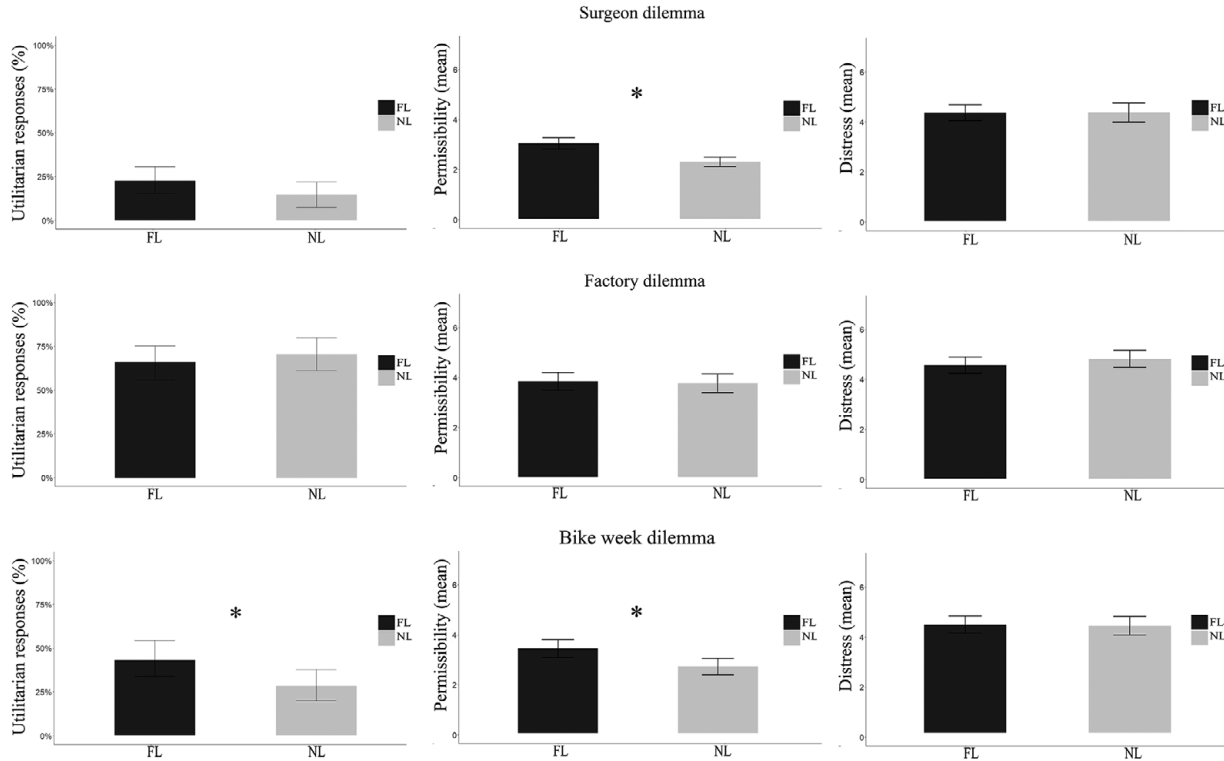 Surgeon dilemma
Utilitarian responses (%)
100%
75%
50%
25%
0%
FL
NL
FL
NL
Permissibility (mean)
6
4
2
0
*
FL
NL
FL
NL
Distress (mean)
6
4
2
0
FL
NL
FL
NL
Factory dilemma
Utilitarian responses (%)
100%
75%
50%
25%
0%
FL
NL
FL
NL
Permissibility (mean)
6
4
2
0
FL
NL
FL
NL
Distress (mean)
6
4
2
0
FL
NL
FL
NL
Bike week dilemma
Utilitarian responses (%)
100%
75%
50%
25%
0%
*
FL
NL
FL
NL
Permissibility (mean)
6
4
2
0
*
FL
NL
FL
NL
Distress (mean)
6
4
2
0
FL
NL
FL
NL